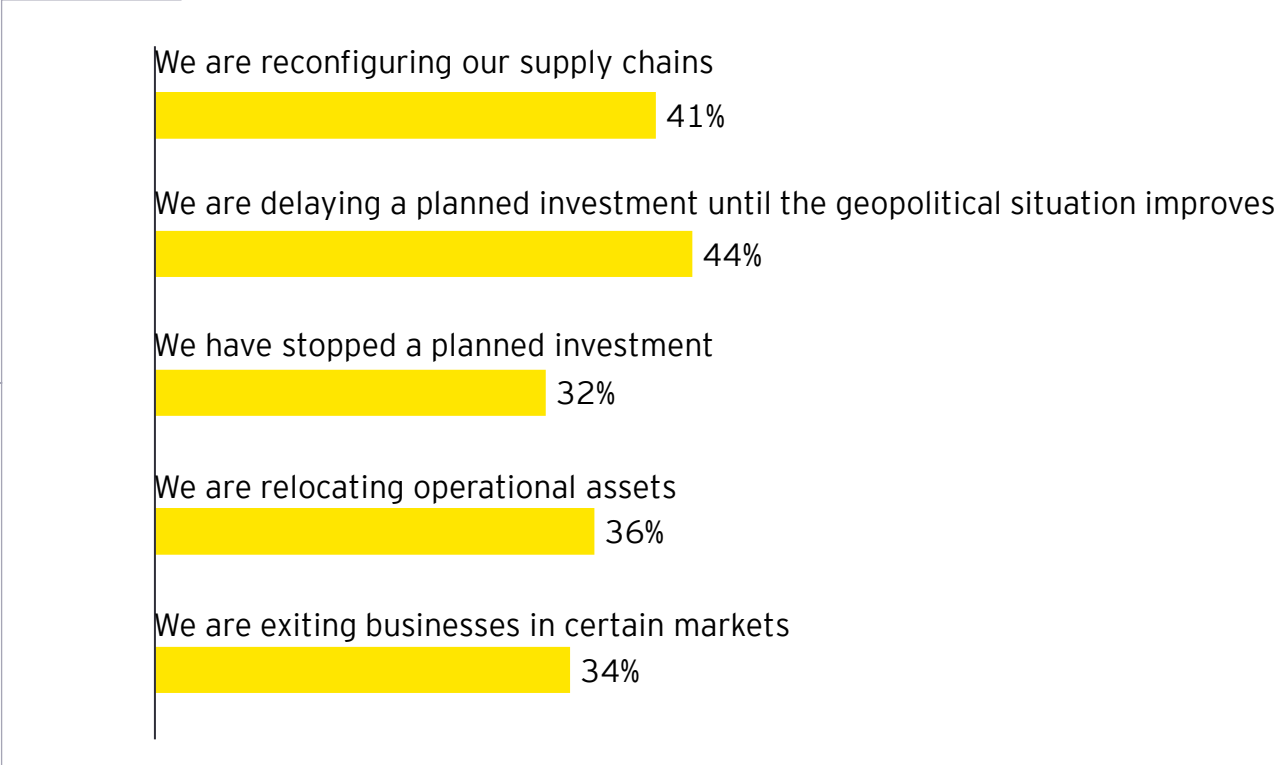 We are reconfiguring our supply chains
41%
We are delaying a planned investment until the geopolitical situation improves
44%
We have stopped a planned investment
32%
We are relocating operational assets
36%
We are exiting businesses in certain markets
34%